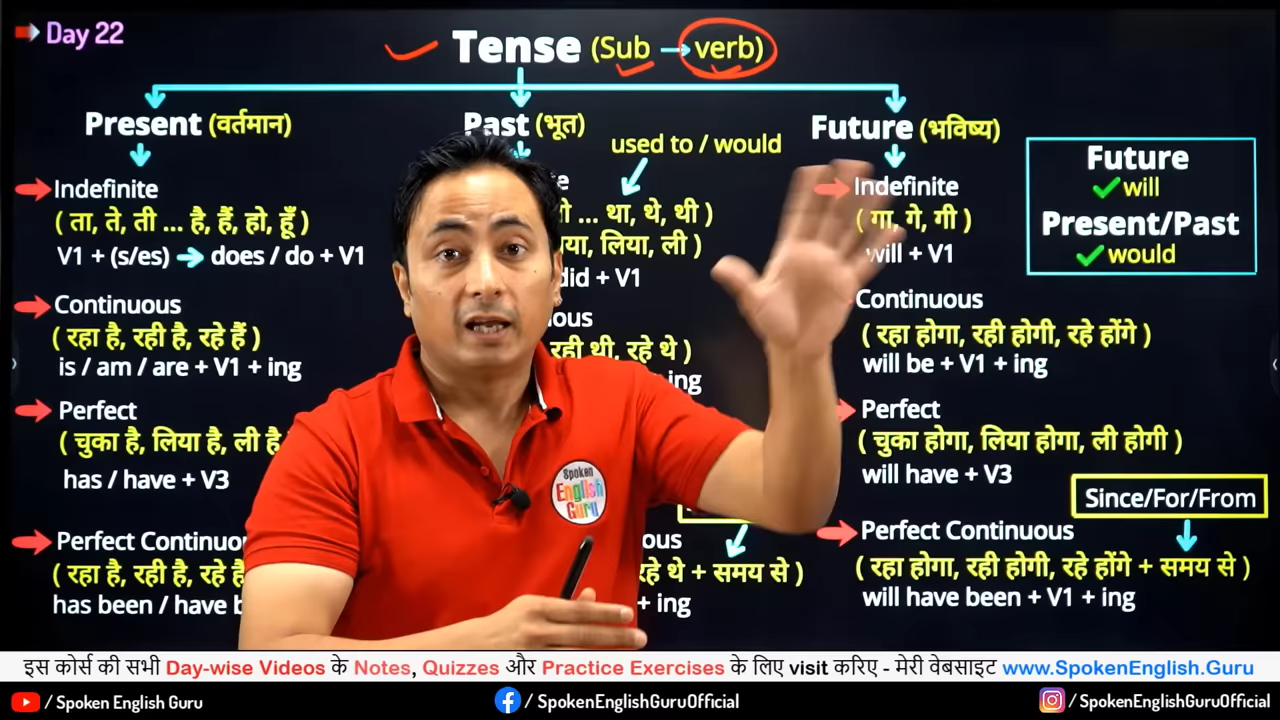 Day 22
Tense (Sub → verb)
Present (वर्तमान)
Indefinite
( ता, ते, ती ... है, हैं, हो, हूँ )
V1 + (s/es) → does / do + V1
Continuous
( रहा है, रही है, रहे हैं )
is / am / are + V1 + ing
Perfect
( चुका है, लिया है, ली है
has / have + V3
Perfect Continuo
( रहा है, रही है, रहे है
has been / have b
Past (भूत)
used to / would
... था, थे, थी )
लिया, ली )
did + V1
रही थी, रहे थे )
ing
रहे थे + समय से )
+ ing
Future (भविष्य)
Indefinite
( गा, गे, गी )
will + V1
Continuous
( रहा होगा, रही होगी, रहे होंगे )
will be + V1 + ing
Perfect
( चुका होगा, लिया होगा, ली होगी )
will have + V3
Perfect Continuous
( रहा होगा, रही होगी, रहे होंगे + समय से )
will have been + V1 + ing
Future
will
Present/Past
would
Since/For/From
Spoken
English
Guru
इस कोर्स की सभी Day-wise Videos के Notes, Quizzes और Practice Exercises के लिए visit करिए - मेरी वेबसाइट www.SpokenEnglish.Guru
Spoken English Guru
/SpokenEnglishGuruOfficial
/SpokenEnglishGuruOfficial